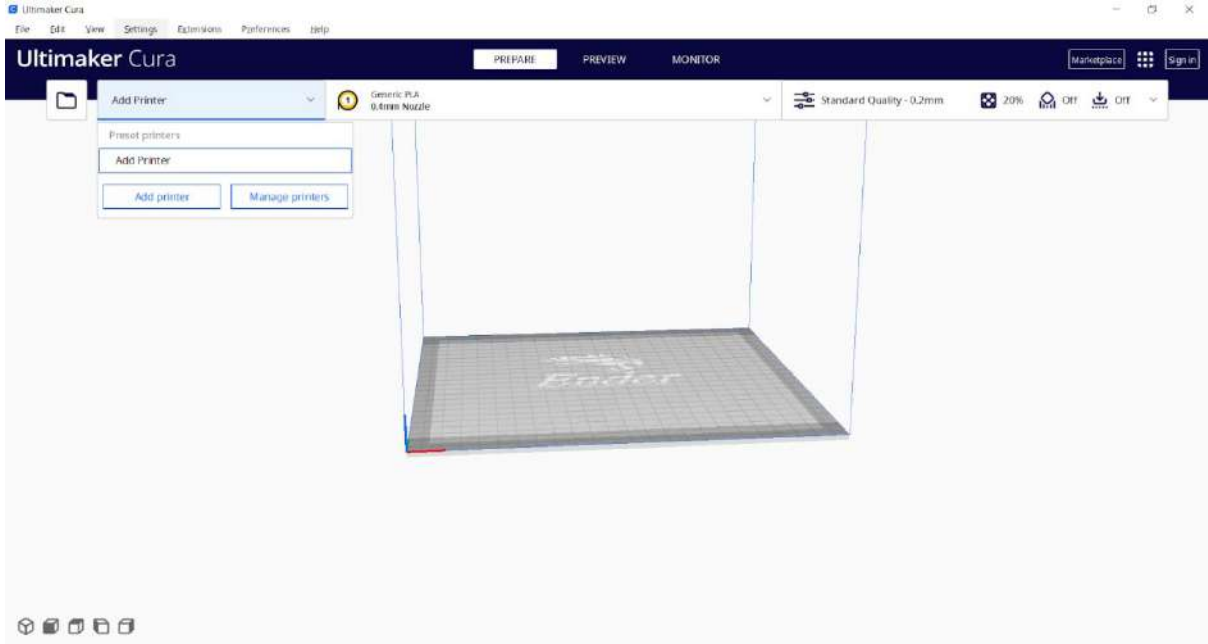 Ultimaker Cura
File Edit View Settings Extensions Preferences Help
Ultimaker Cura PREPARE PREVIEW MONITOR Marketplace Sign in
Add Printer 1 Generic PLA Standard Quality - 0.2mm 20% Off Off
0.4mm Nozzle
Preset printers
Add Printer
Add printer Manage printers
Ender